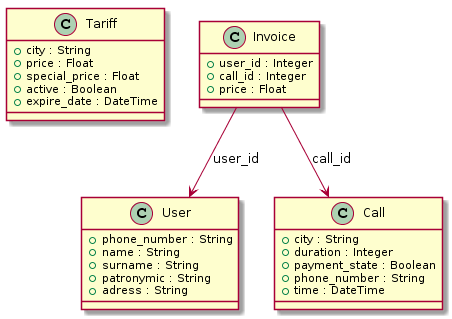 C Tariff
city : String
price : Float
special_price : Float
active : Boolean
expire_date : DateTime
C Invoice
user_id : Integer
call_id : Integer
price : Float
user_id
call_id
C User
phone_number : String
name : String
surname : String
patronymic : String
adress : String
C Call
city : String
duration : Integer
payment_state : Boolean
phone_number : String
time : DateTime